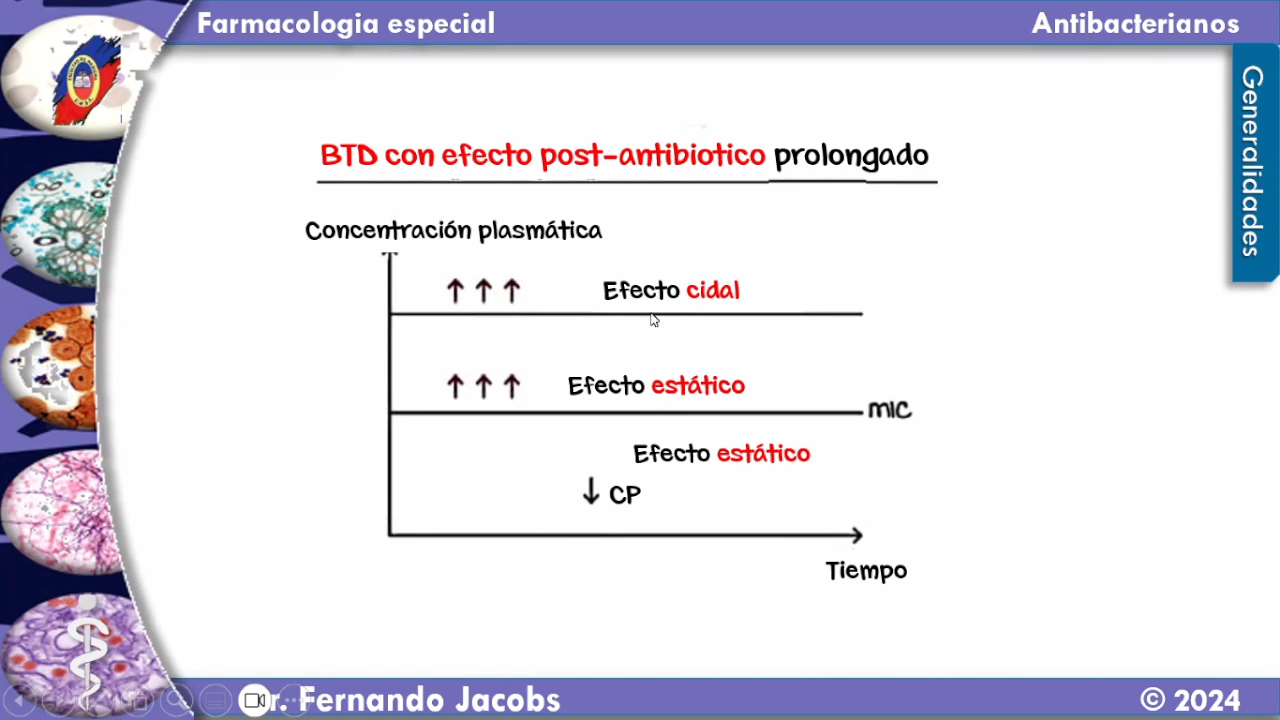 Farmacologia especial
Antibacterianos
Generalidades
BTD con efecto post-antibiotico prolongado
Concentración plasmática
↑ ↑ ↑ Efecto cidal
↑ ↑ ↑ Efecto estático
MIC
Efecto estático
↓ CP
Tiempo
r. Fernando Jacobs
© 2024